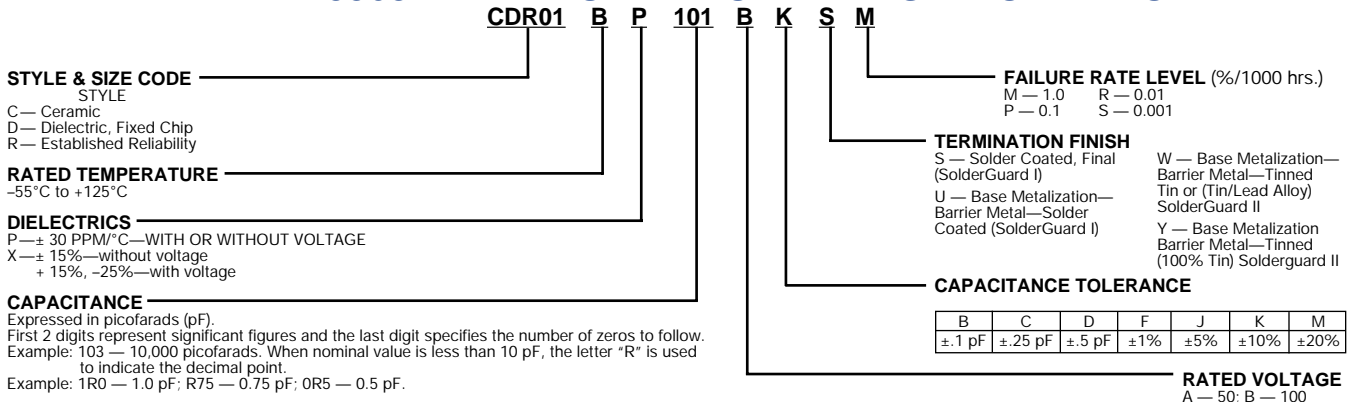 CDR01 B P 101 B K S M
STYLE & SIZE CODE
STYLE
C— Ceramic
D— Dielectric, Fixed Chip
R— Established Reliability
RATED TEMPERATURE
–55°C to +125°C
DIELECTRICS
P—± 30 PPM/°C—WITH OR WITHOUT VOLTAGE
X—± 15%—without voltage
+ 15%, –25%—with voltage
CAPACITANCE
Expressed in picofarads (pF).
First 2 digits represent significant figures and the last digit specifies the number of zeros to follow.
Example: 103 — 10,000 picofarads. When nominal value is less than 10 pF, the letter “R” is used
to indicate the decimal point.
Example: 1R0 — 1.0 pF; R75 — 0.75 pF; 0R5 — 0.5 pF.
FAILURE RATE LEVEL (%/1000 hrs.)
M — 1.0 R — 0.01
P — 0.1 S — 0.001
TERMINATION FINISH
S — Solder Coated, Final
(SolderGuard I)
U — Base Metalization—
Barrier Metal—Solder
Coated (SolderGuard I)
W — Base Metalization—
Barrier Metal—Tinned
Tin or (Tin/Lead Alloy)
SolderGuard II
Y — Base Metalization
Barrier Metal—Tinned
(100% Tin) Solderguard II
CAPACITANCE TOLERANCE
B C D F J K M
±.1 pF ±.25 pF ±.5 pF ±1% ±5% ±10% ±20%
RATED VOLTAGE
A — 50; B — 100